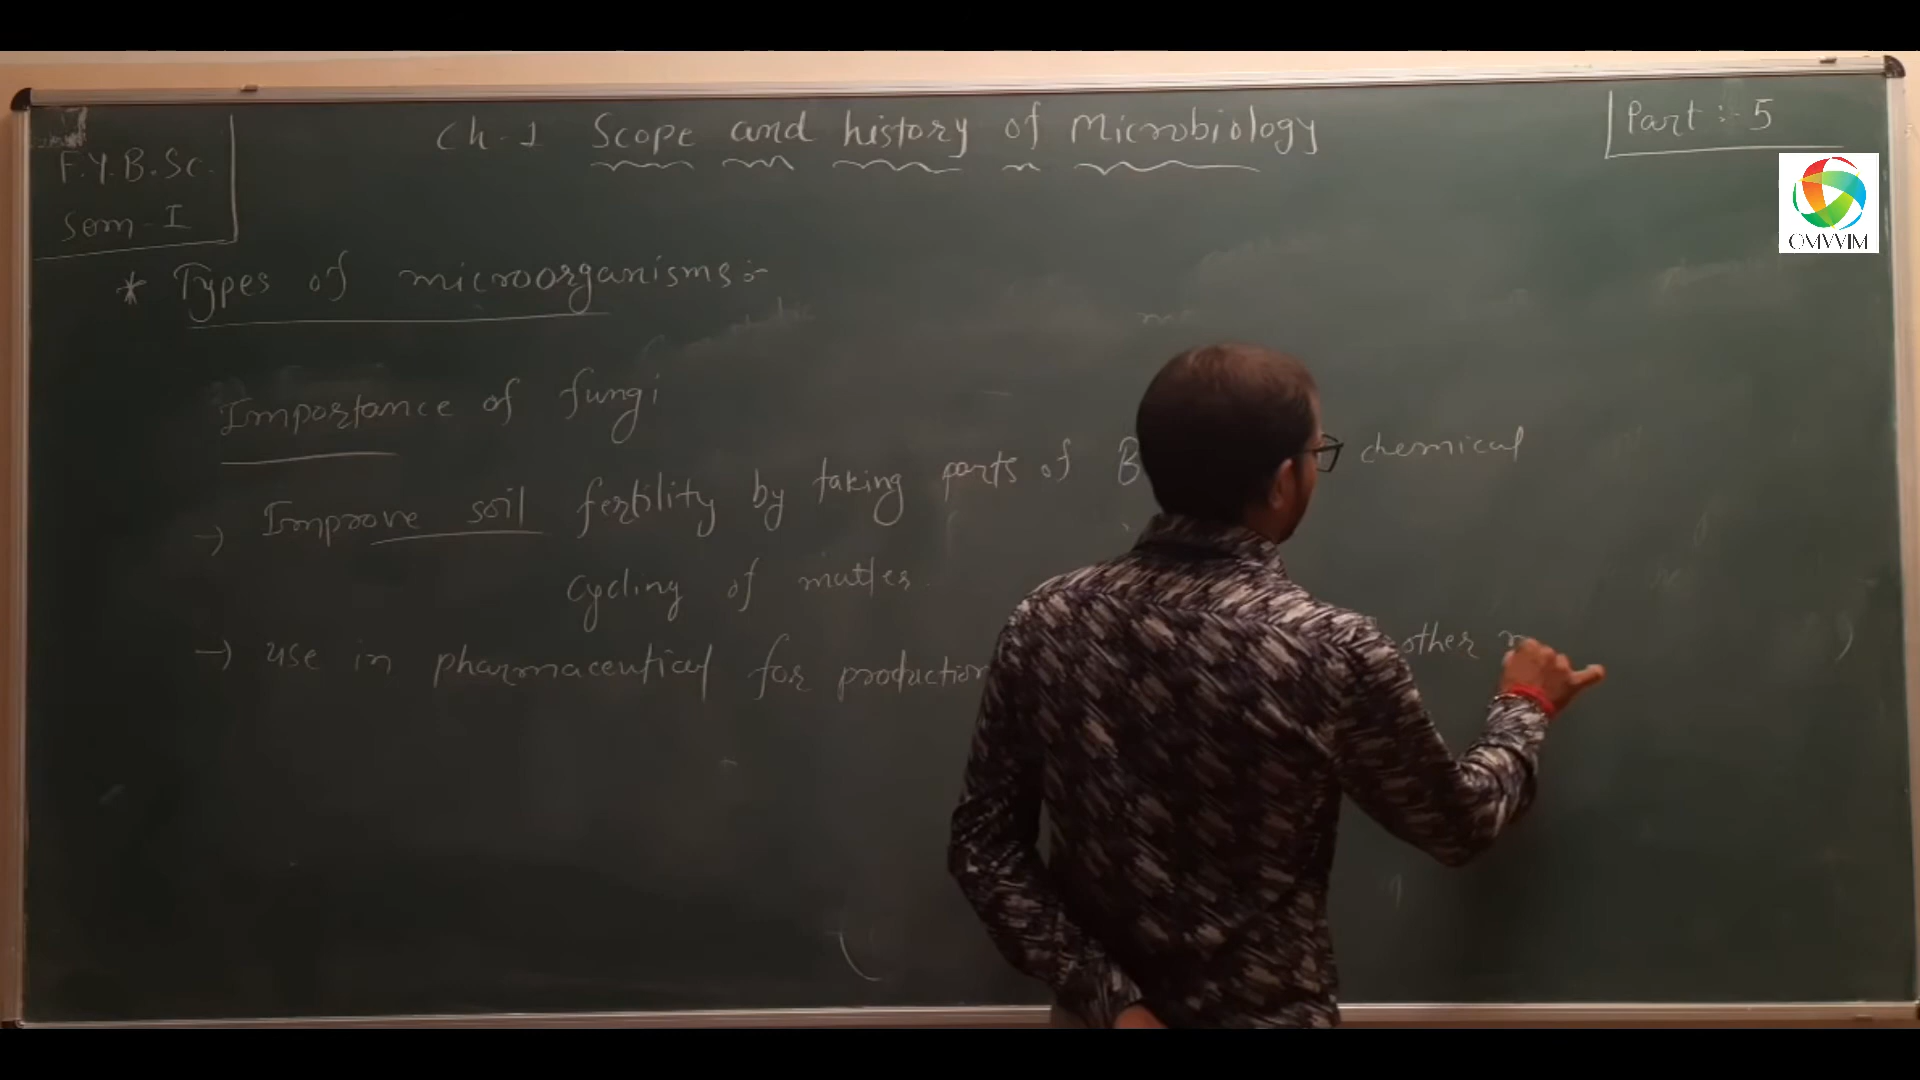 F.Y.B.Sc.
Sem - I
Ch-1 Scope and history of Microbiology
Part :- 5
OMVVIM
* Types of microorganisms :-
Importance of fungi
→ Improve soil fertility by taking parts of chemical
Cycling of matter.
→ use in pharmaceutical for production other